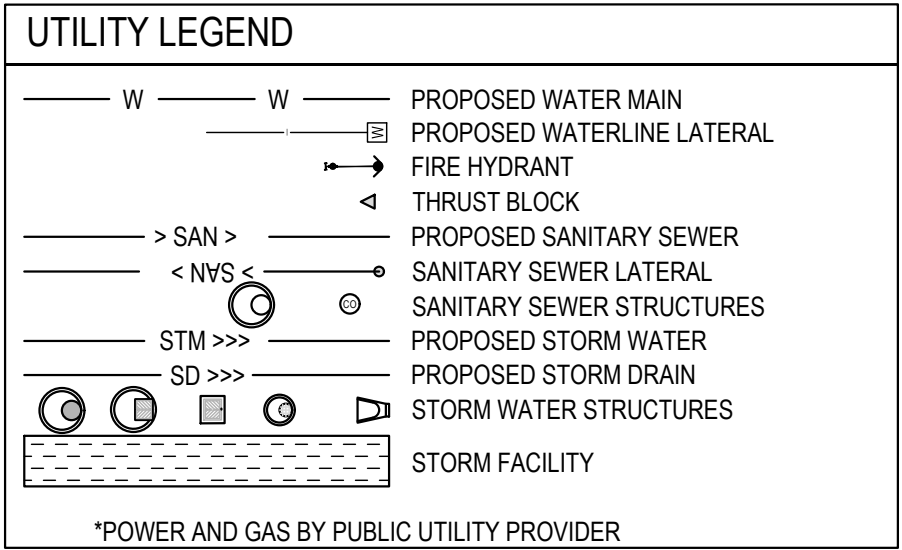 UTILITY LEGEND
W W PROPOSED WATER MAIN
W PROPOSED WATERLINE LATERAL
FIRE HYDRANT
THRUST BLOCK
> SAN > PROPOSED SANITARY SEWER
> SAN > SANITARY SEWER LATERAL
CO SANITARY SEWER STRUCTURES
STM >>> PROPOSED STORM WATER
SD >>> PROPOSED STORM DRAIN
STORM WATER STRUCTURES
STORM FACILITY
*POWER AND GAS BY PUBLIC UTILITY PROVIDER